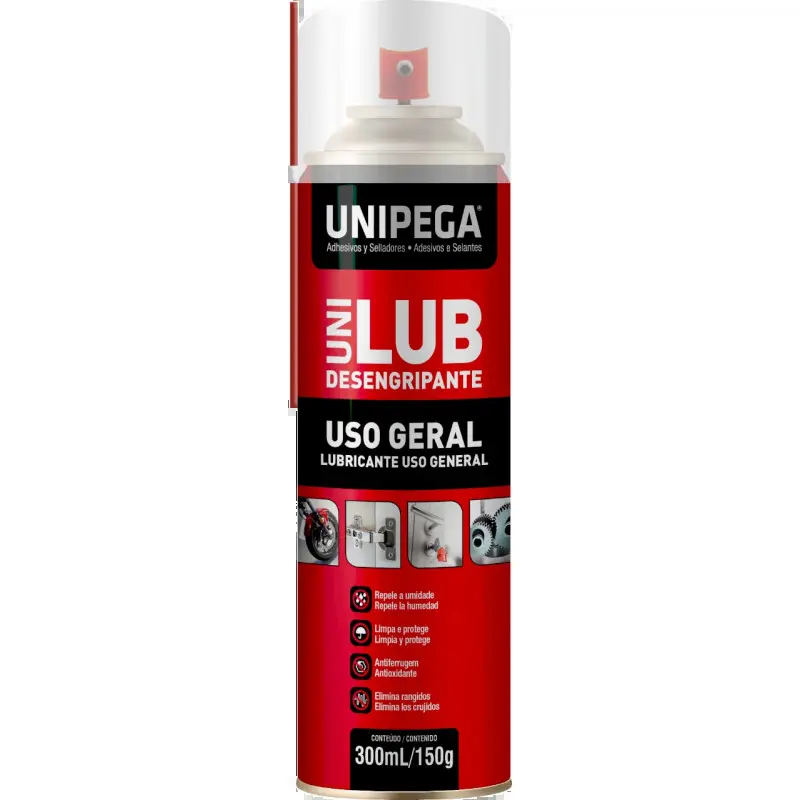 UNIPEGA®
Adhesivos y Selladores • Adesivos e Selantes
UNI LUB
DESENGRIPANTE
USO GERAL
LUBRICANTE USO GENERAL
Repele a umidade
Repele la humedad
Limpa e protege
Limpia y protege
Antiferrugem
Antioxidante
Elimina rangidos
Elimina los crujidos
CONTEÚDO / CONTENIDO
300mL/150g